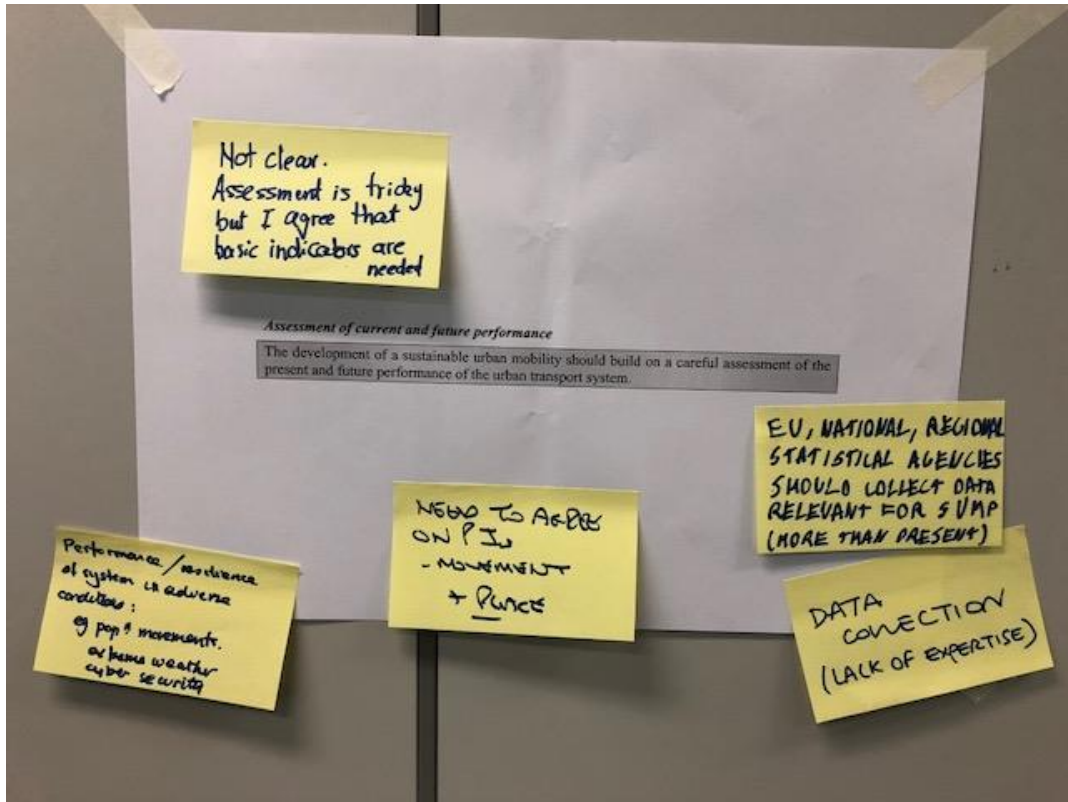 Not clear.
Assessment is tricky
but I agree that
basic indicators are
needed
Assessment of current and future performance
The development of a sustainable urban mobility should build on a careful assessment of the
present and future performance of the urban transport system.
EU, NATIONAL, REGIONAL
STATISTICAL AGENCIES
SHOULD COLLECT DATA
RELEVANT FOR SUMP
(MORE THAN PRESENT)
NEED TO AGREE
ON PIs
- MOVEMENT
+ PLACE
Performance/resilience
of system in adverse
conditions:
eg popn movements.
extreme weather
cyber security
DATA
COLLECTION
(LACK OF EXPERTISE)